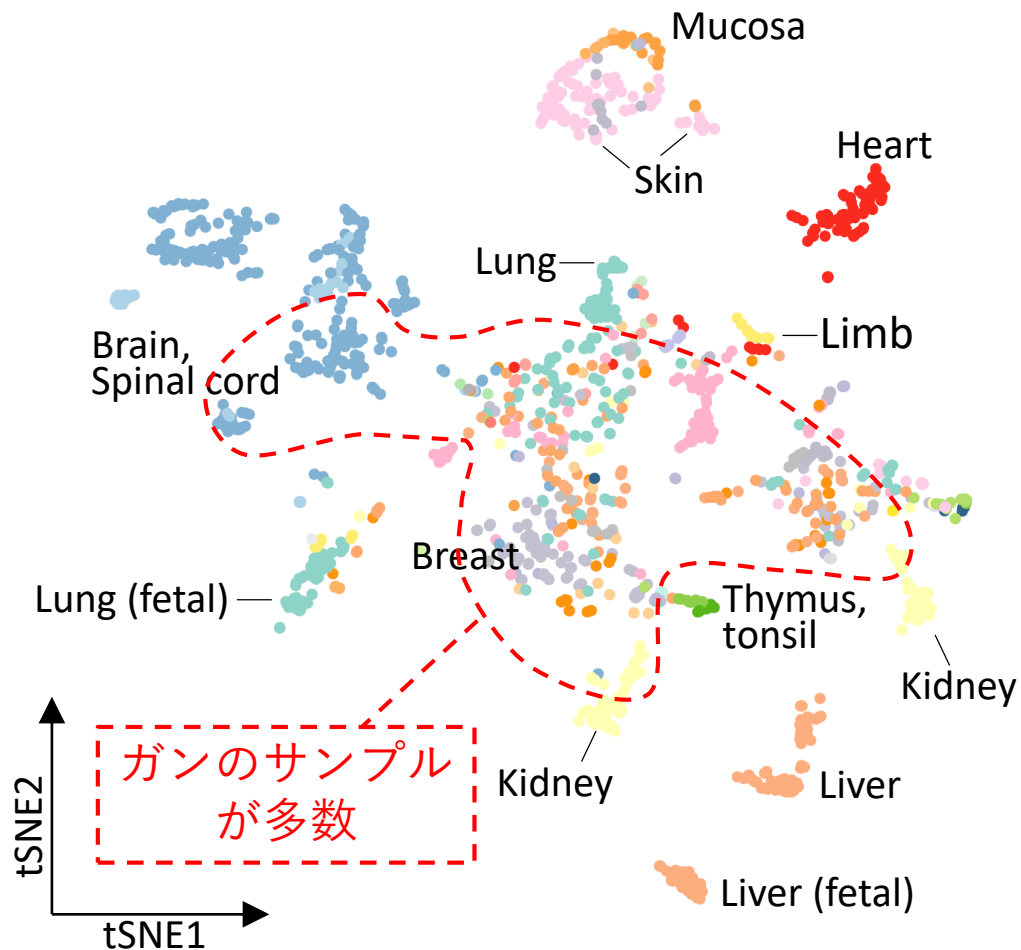 Mucosa
Skin
Heart
Lung
Limb
Brain,
Spinal cord
Breast
Lung (fetal)
Thymus,
tonsil
Kidney
Kidney
Liver
Liver (fetal)
ガンのサンプル
が多数
tSNE2
tSNE1